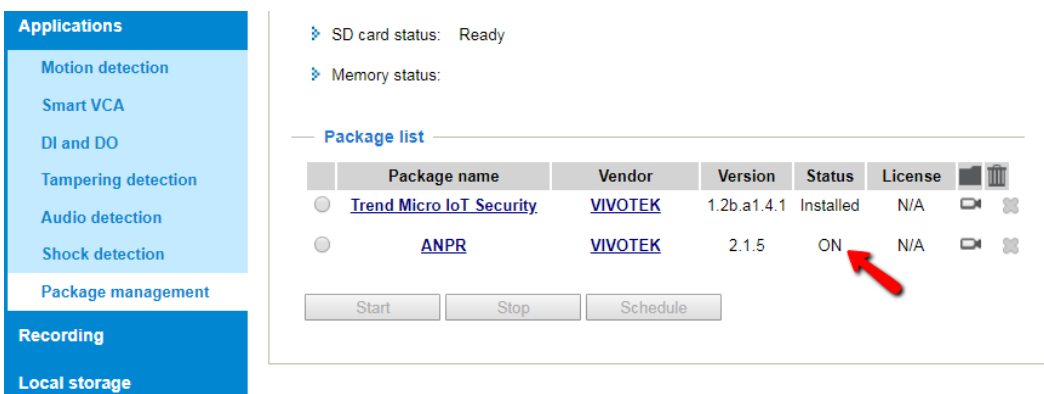 Applications
Motion detection
Smart VCA
DI and DO
Tampering detection
Audio detection
Shock detection
Package management
Recording
Local storage
SD card status: Ready
Memory status:
Package list
Package name Vendor Version Status License
Trend Micro IoT Security VIVOTEK 1.2b.a1.4.1 Installed N/A
ANPR VIVOTEK 2.1.5 ON N/A
Start Stop Schedule